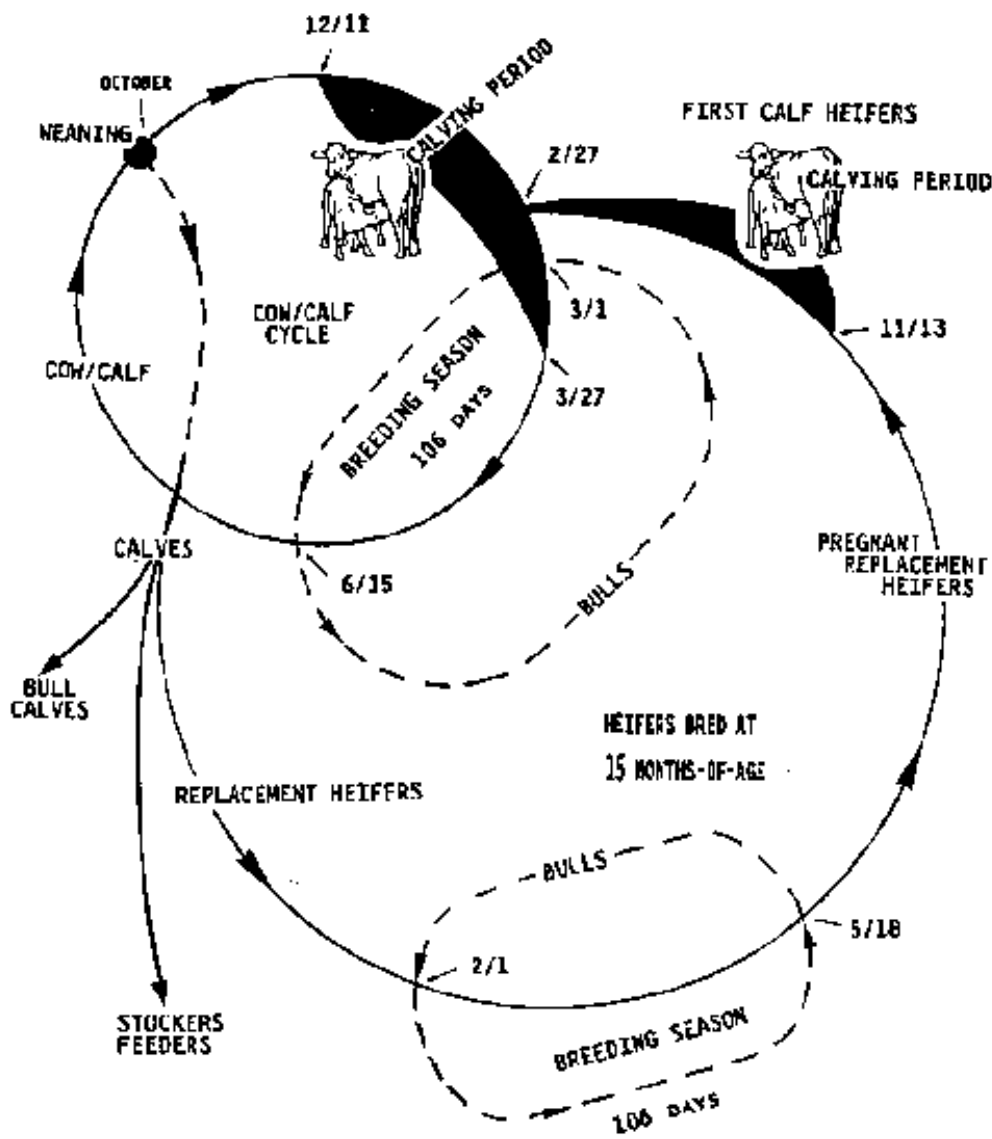 12/11
OCTOBER
WEANING
CALVING PERIOD
FIRST CALF HEIFERS
2/27
CALVING PERIOD
COW/CALF
CYCLE
3/1
11/13
COW/CALF
BREEDING SEASON
106 DAYS
3/27
CALVES
6/15
BULLS
PREGNANT
REPLACEMENT
HEIFERS
BULL
CALVES
HEIFERS BRED AT
15 MONTHS-OF-AGE
REPLACEMENT HEIFERS
BULLS
5/18
2/1
STOCKERS
FEEDERS
BREEDING SEASON
106 DAYS